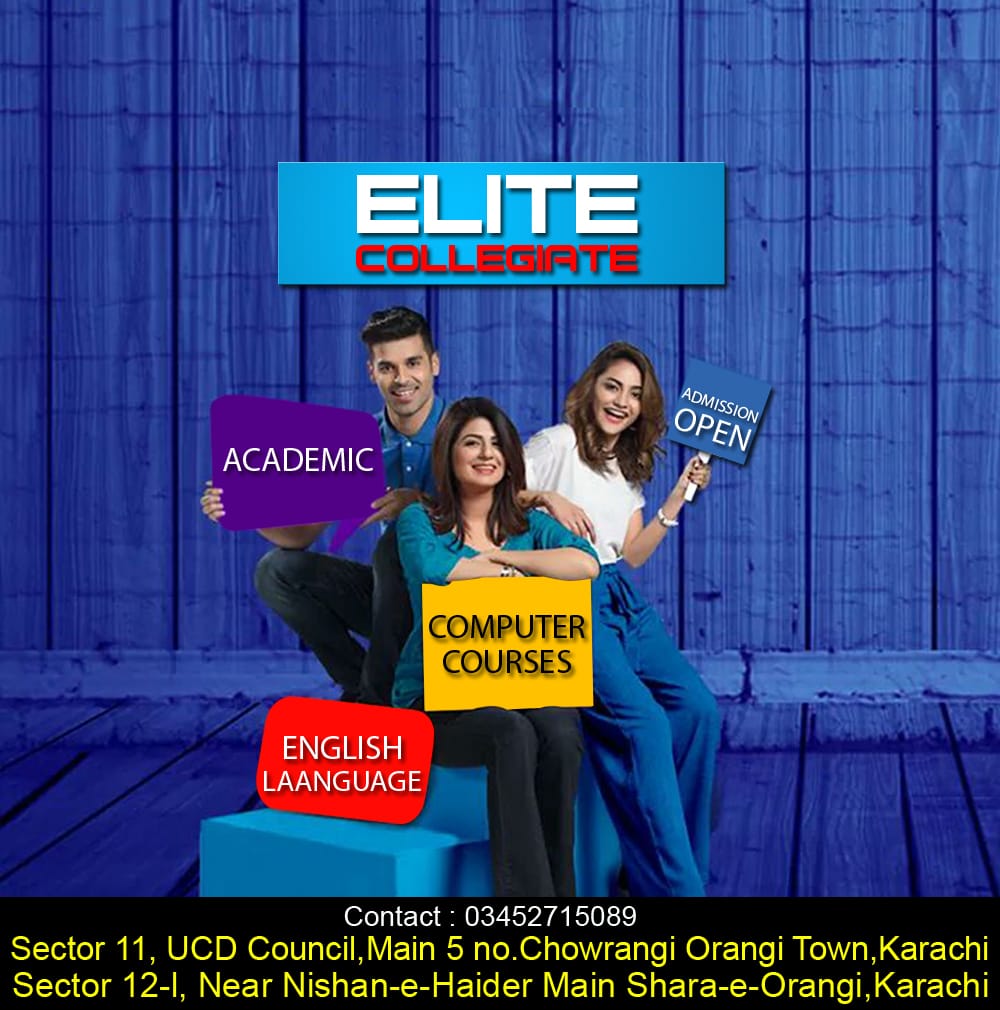 ELITE
COLLEGIATE
ADMISSION
OPEN
ACADEMIC
COMPUTER
COURSES
ENGLISH
LAANGUAGE
Contact : 03452715089
Sector 11, UCD Council,Main 5 no.Chowrangi Orangi Town,Karachi
Sector 12-I, Near Nishan-e-Haider Main Shara-e-Orangi,Karachi